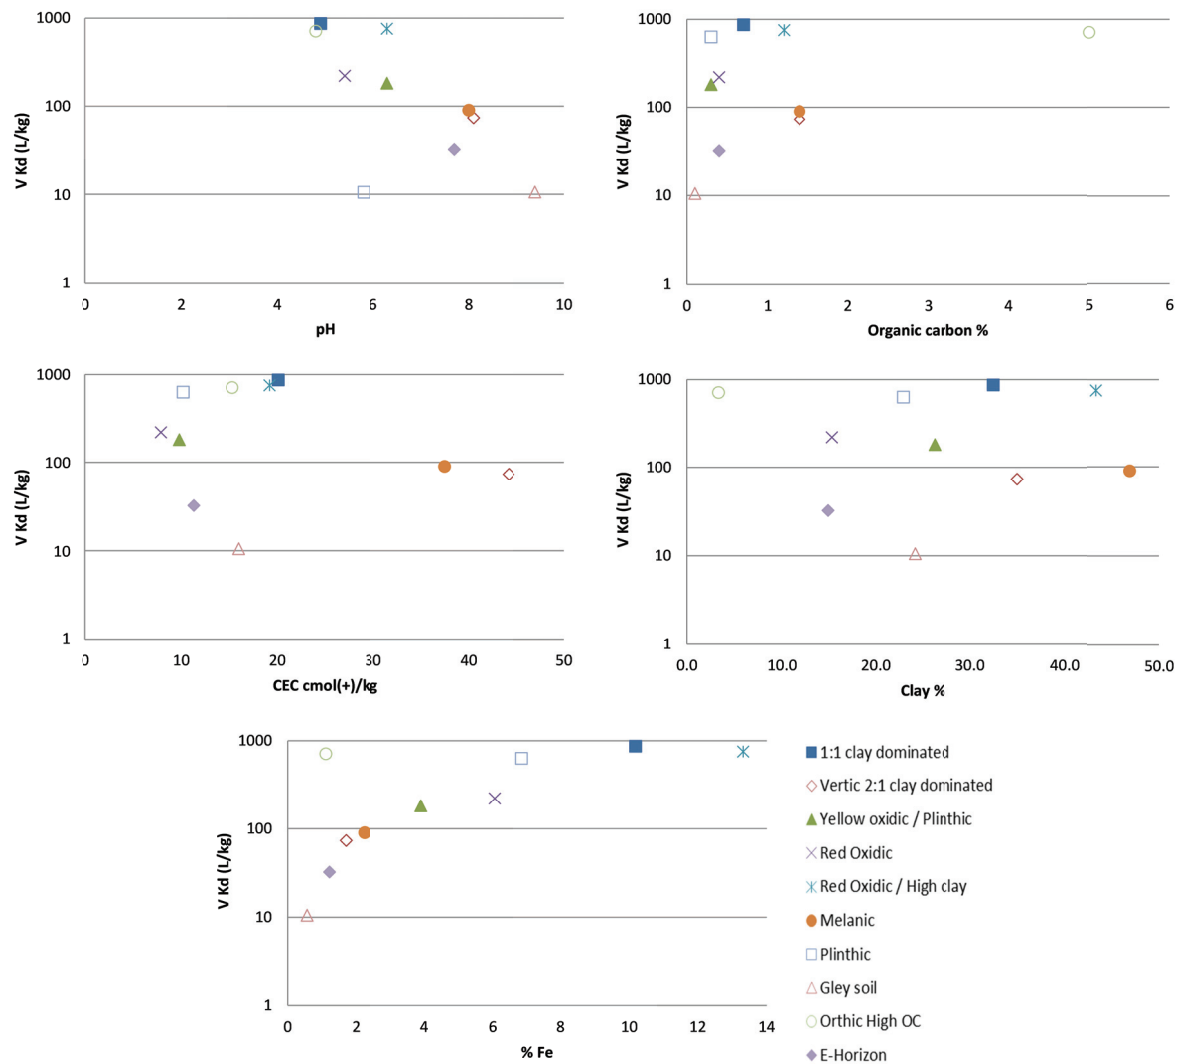 1000
100
10
1
V Kd (L/kg)
0 2 4 6 8 10
pH
1000
100
10
1
V Kd (L/kg)
0 1 2 3 4 5 6
Organic carbon %
1000
100
10
1
V Kd (L/kg)
0 10 20 30 40 50
CEC cmol(+)/kg
1000
100
10
1
V Kd (L/kg)
0.0 10.0 20.0 30.0 40.0 50.0
Clay %
1000
100
10
1
V Kd (L/kg)
0 2 4 6 8 10 12 14
% Fe
1:1 clay dominated
Vertic 2:1 clay dominated
Yellow oxidic / Plinthic
Red Oxidic
Red Oxidic / High clay
Melanic
Plinthic
Gley soil
Orthic High OC
E-Horizon